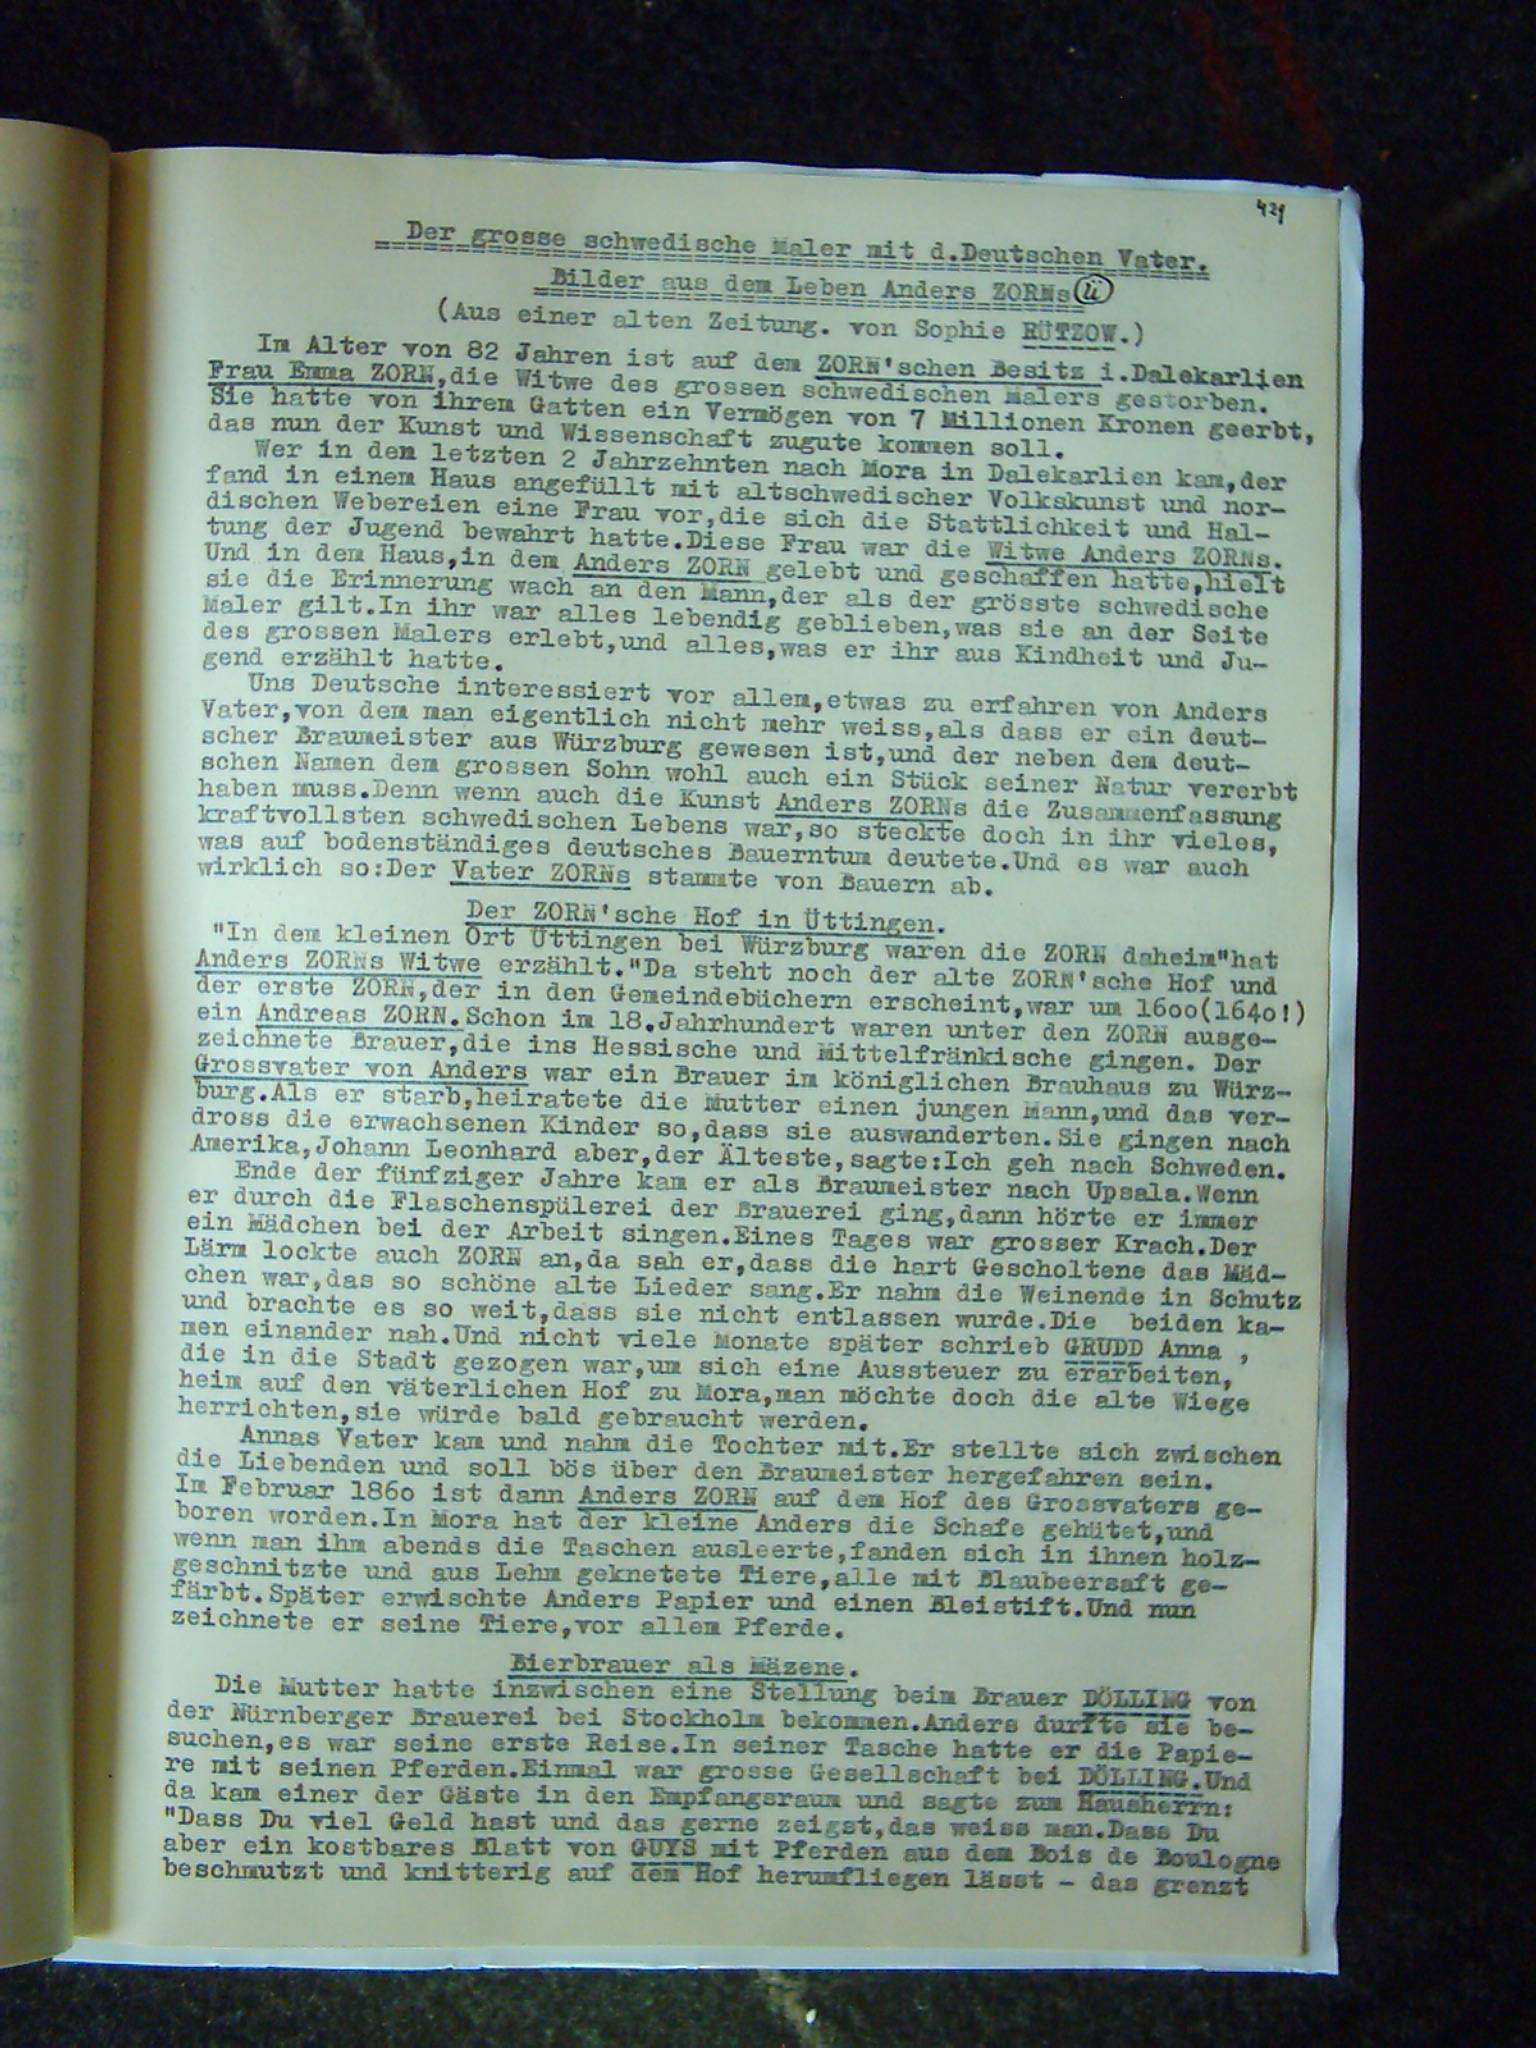 429
Der grosse schwedische Maler mit d.Deutschen Vater.
Bilder aus dem Leben Anders ZORNs ü
(Aus einer alten Zeitung. von Sophie RÜTZOW.)
Im Alter von 82 Jahren ist auf dem ZORN'schen Besitz i.Dalekarlien
Frau Emma ZORN,die Witwe des grossen schwedischen Malers gestorben.
Sie hatte von ihrem Gatten ein Vermögen von 7 Millionen Kronen geerbt,
das nun der Kunst und Wissenschaft zugute kommen soll.
Wer in den letzten 2 Jahrzehnten nach Mora in Dalekarlien kam,der
fand in einem Haus angefüllt mit altschwedischer Volkskunst und nor-
dischen Webereien eine Frau vor,die sich die Stattlichkeit und Hal-
tung der Jugend bewahrt hatte.Diese Frau war die Witwe Anders ZORNs.
Und in dem Haus,in dem Anders ZORN gelebt und geschaffen hatte,hielt
sie die Erinnerung wach an den Mann,der als der grösste schwedische
Maler gilt.In ihr war alles lebendig geblieben,was sie an der Seite
des grossen Malers erlebt,und alles,was er ihr aus Kindheit und Ju-
gend erzählt hatte.
Uns Deutsche interessiert vor allem,etwas zu erfahren von Anders
Vater,von dem man eigentlich nicht mehr weiss,als dass er ein deut-
scher Braumeister aus Würzburg gewesen ist,und der neben dem deut-
schen Namen dem grossen Sohn wohl auch ein Stück seiner Natur vererbt
haben muss.Denn wenn auch die Kunst Anders ZORNs die Zusammenfassung
kraftvollsten schwedischen Lebens war,so steckte doch in ihr vieles,
was auf bodenständiges deutsches Bauerntum deutete.Und es war auch
wirklich so:Der Vater ZORNs stammte von Bauern ab.
Der ZORN'sche Hof in Üttingen.
"In dem kleinen Ort Üttingen bei Würzburg waren die ZORN daheim"hat
Anders ZORNs Witwe erzählt."Da steht noch der alte ZORN'sche Hof und
der erste ZORN,der in den Gemeindebüchern erscheint,war um 16oo(164o!)
ein Andreas ZORN.Schon im 18.Jahrhundert waren unter den ZORN ausge-
zeichnete Brauer,die ins Hessische und Mittelfränkische gingen. Der
Grossvater von Anders war ein Brauer im königlichen Brauhaus zu Würz-
burg.Als er starb,heiratete die Mutter einen jungen Mann,und das ver-
dross die erwachsenen Kinder so,dass sie auswanderten.Sie gingen nach
Amerika,Johann Leonhard aber,der Älteste,sagte:Ich geh nach Schweden.
Ende der fünfziger Jahre kam er als Braumeister nach Upsala.Wenn
er durch die Flaschenspülerei der Brauerei ging,dann hörte er immer
ein Mädchen bei der Arbeit singen.Eines Tages war grosser Krach.Der
Lärm lockte auch ZORN an,da sah er,dass die hart Gescholtene das Mäd-
chen war,das so schöne alte Lieder sang.Er nahm die Weinende in Schutz
und brachte es so weit,dass sie nicht entlassen wurde.Die beiden ka-
men einander nah.Und nicht viele Monate später schrieb GRUDD Anna ,
die in die Stadt gezogen war,um sich eine Aussteuer zu erarbeiten,
heim auf den väterlichen Hof zu Mora,man möchte doch die alte Wiege
herrichten,sie würde bald gebraucht werden.
Annas Vater kam und nahm die Tochter mit.Er stellte sich zwischen
die Liebenden und soll bös über den Braumeister hergefahren sein.
Im Februar 186o ist dann Anders ZORN auf dem Hof des Grossvaters ge-
boren worden.In Mora hat der kleine Anders die Schafe gehütet,und
wenn man ihm abends die Taschen ausleerte,fanden sich in ihnen holz-
geschnitzte und aus Lehm geknetete Tiere,alle mit Blaubeersaft ge-
färbt.Später erwischte Anders Papier und einen Bleistift.Und nun
zeichnete er seine Tiere,vor allem Pferde.
Bierbrauer als Mäzene.
Die Mutter hatte inzwischen eine Stellung beim Brauer DÖLLING von
der Nürnberger Brauerei bei Stockholm bekommen.Anders durfte sie be-
suchen,es war seine erste Reise.In seiner Tasche hatte er die Papie-
re mit seinen Pferden.Einmal war grosse Gesellschaft bei DÖLLING.Und
da kam einer der Gäste in den Empfangsraum und sagte zum Hausherrn:
"Dass Du viel Geld hast und das gerne zeigst,das weiss man.Dass Du
aber ein kostbares Blatt von GUYS mit Pferden aus dem Bois de Boulogne
beschmutzt und knitterig auf dem Hof herumfliegen lässt - das grenzt